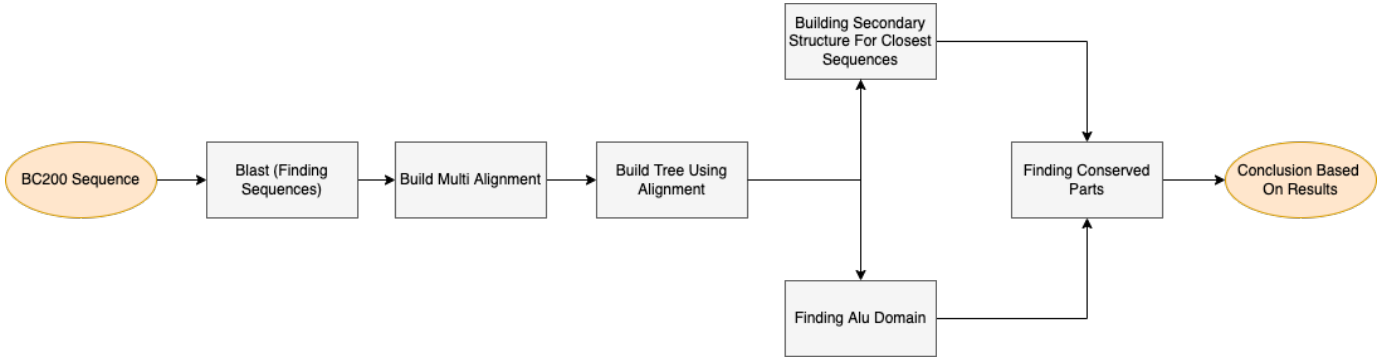 BC200 Sequence
Blast (Finding
Sequences)
Build Multi Alignment
Build Tree Using
Alignment
Building Secondary
Structure For Closest
Sequences
Finding Alu Domain
Finding Conserved
Parts
Conclusion Based
On Results